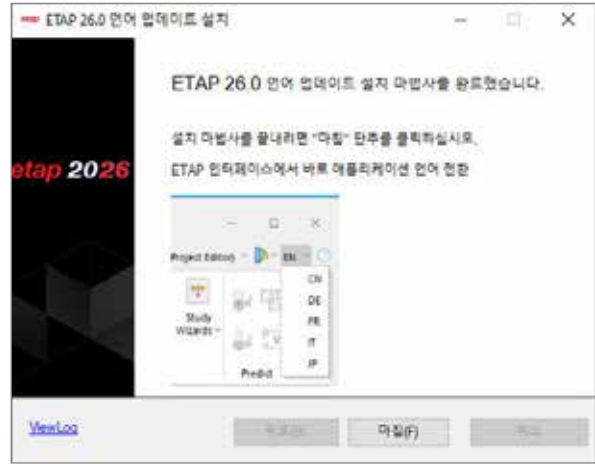 ETAP 26.0 언어 업데이트 설치
ETAP 26.0 언어 업데이트 설치 마법사를 완료했습니다.
설치 마법사를 끝내려면 "마침" 단추를 클릭하십시오.
etap 2026
ETAP 인터페이스에서 바로 애플리케이션 언어 전환
Project Editor)
EN
CN
DE
FR
IT
JP
Study
Wizards
Predict
ViewLog
마침(F)